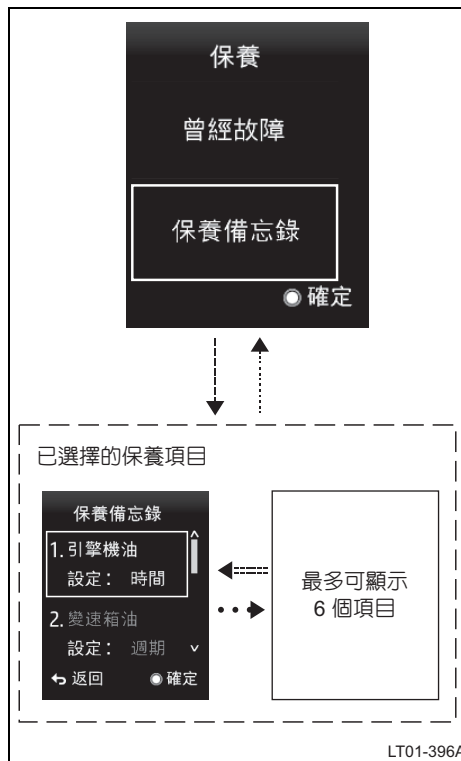 保養
曾經故障
保養備忘錄
◉確定
已選擇的保養項目
保養備忘錄
1.引擎機油
設定： 時間
2.變速箱油
設定： 週期
返回 ◉確定
最多可顯示
6 個項目
LT01-396A